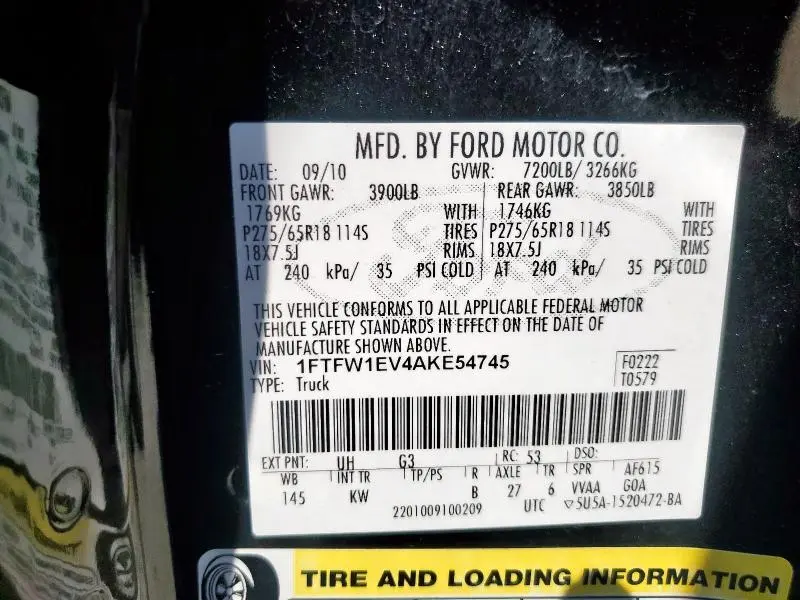 MFD. BY FORD MOTOR CO.
DATE: 09/10 GVWR: 7200LB/ 3266KG
FRONT GAWR: 3900LB REAR GAWR: 3850LB
1769KG WITH 1746KG WITH
P275/65R18 114S TIRES P275/65R18 114S TIRES
18X7.5J RIMS 18X7.5J RIMS
AT 240 kPa/ 35 PSI COLD AT 240 kPa/ 35 PSI COLD
THIS VEHICLE CONFORMS TO ALL APPLICABLE FEDERAL MOTOR
VEHICLE SAFETY STANDARDS IN EFFECT ON THE DATE OF
MANUFACTURE SHOWN ABOVE.
VIN: 1FTFW1EV4AKE54745 F0222
TYPE: Truck T0579
EXT PNT: UH G3 RC: 53 DSO:
WB INT TR TP/PS R AXLE TR SPR AF615
145 KW B 27 6 VVAA GOA
2201009100209 UTC ▽5U5A-1520472-BA
TIRE AND LOADING INFORMATION